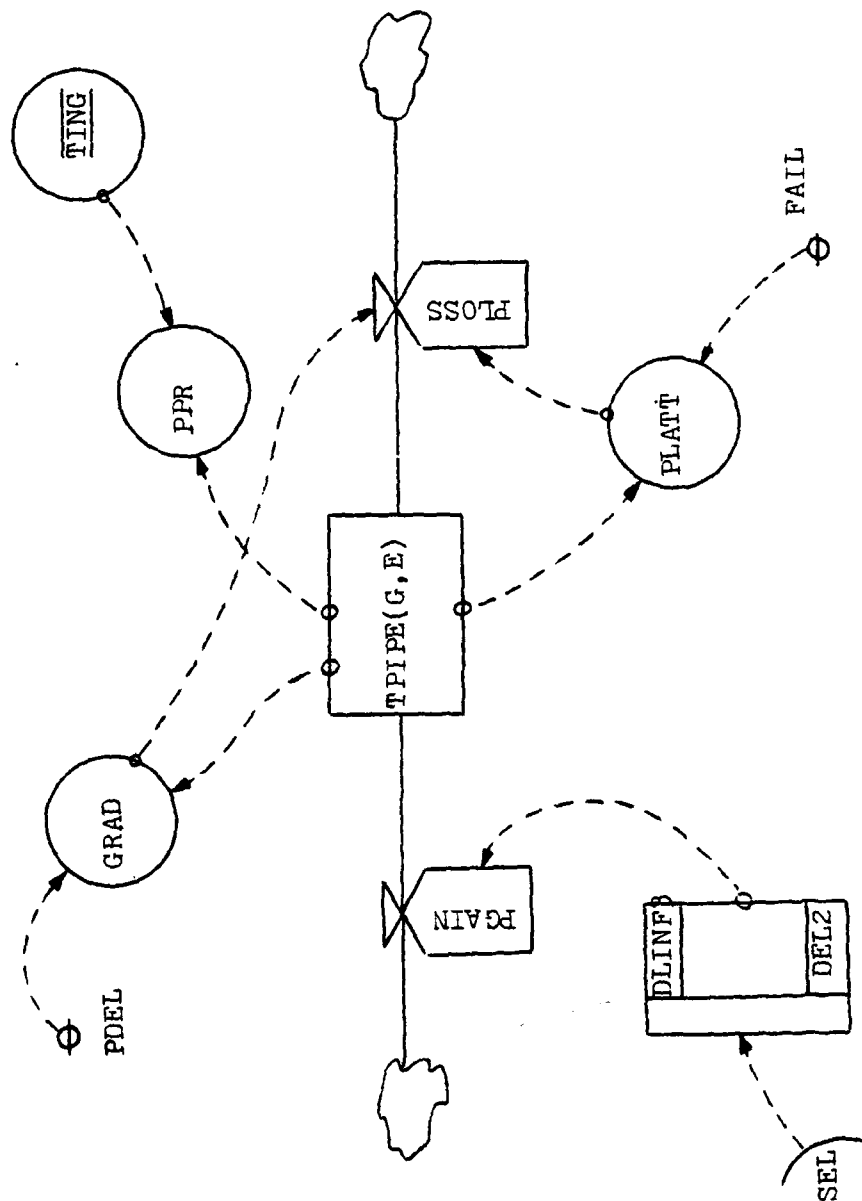 TING
PDEL
GRAD
PPR
TPIPE(G,E)
PGAIN
PLOSS
DLINF3
PLATT
FAIL
SEL
DEL2